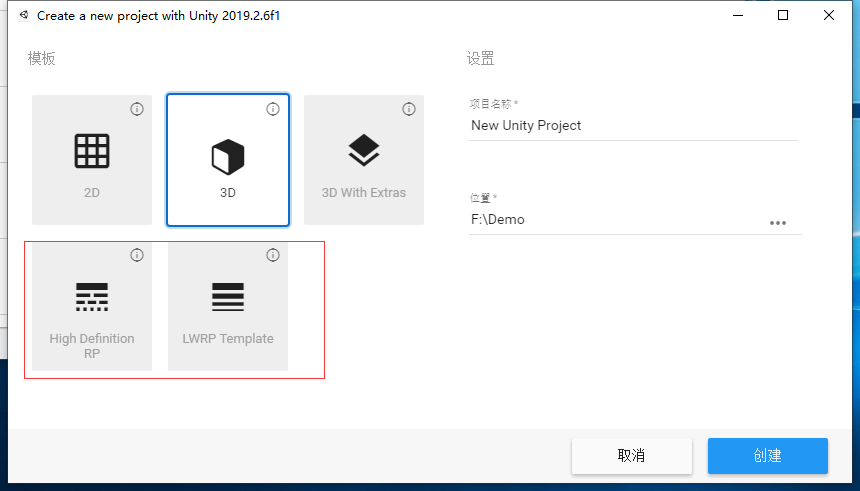 Create a new project with Unity 2019.2.6f1
模板
2D
3D
3D With Extras
High Definition
RP
LWRP Template
设置
项目名称*
New Unity Project
位置*
F:\Demo
取消
创建